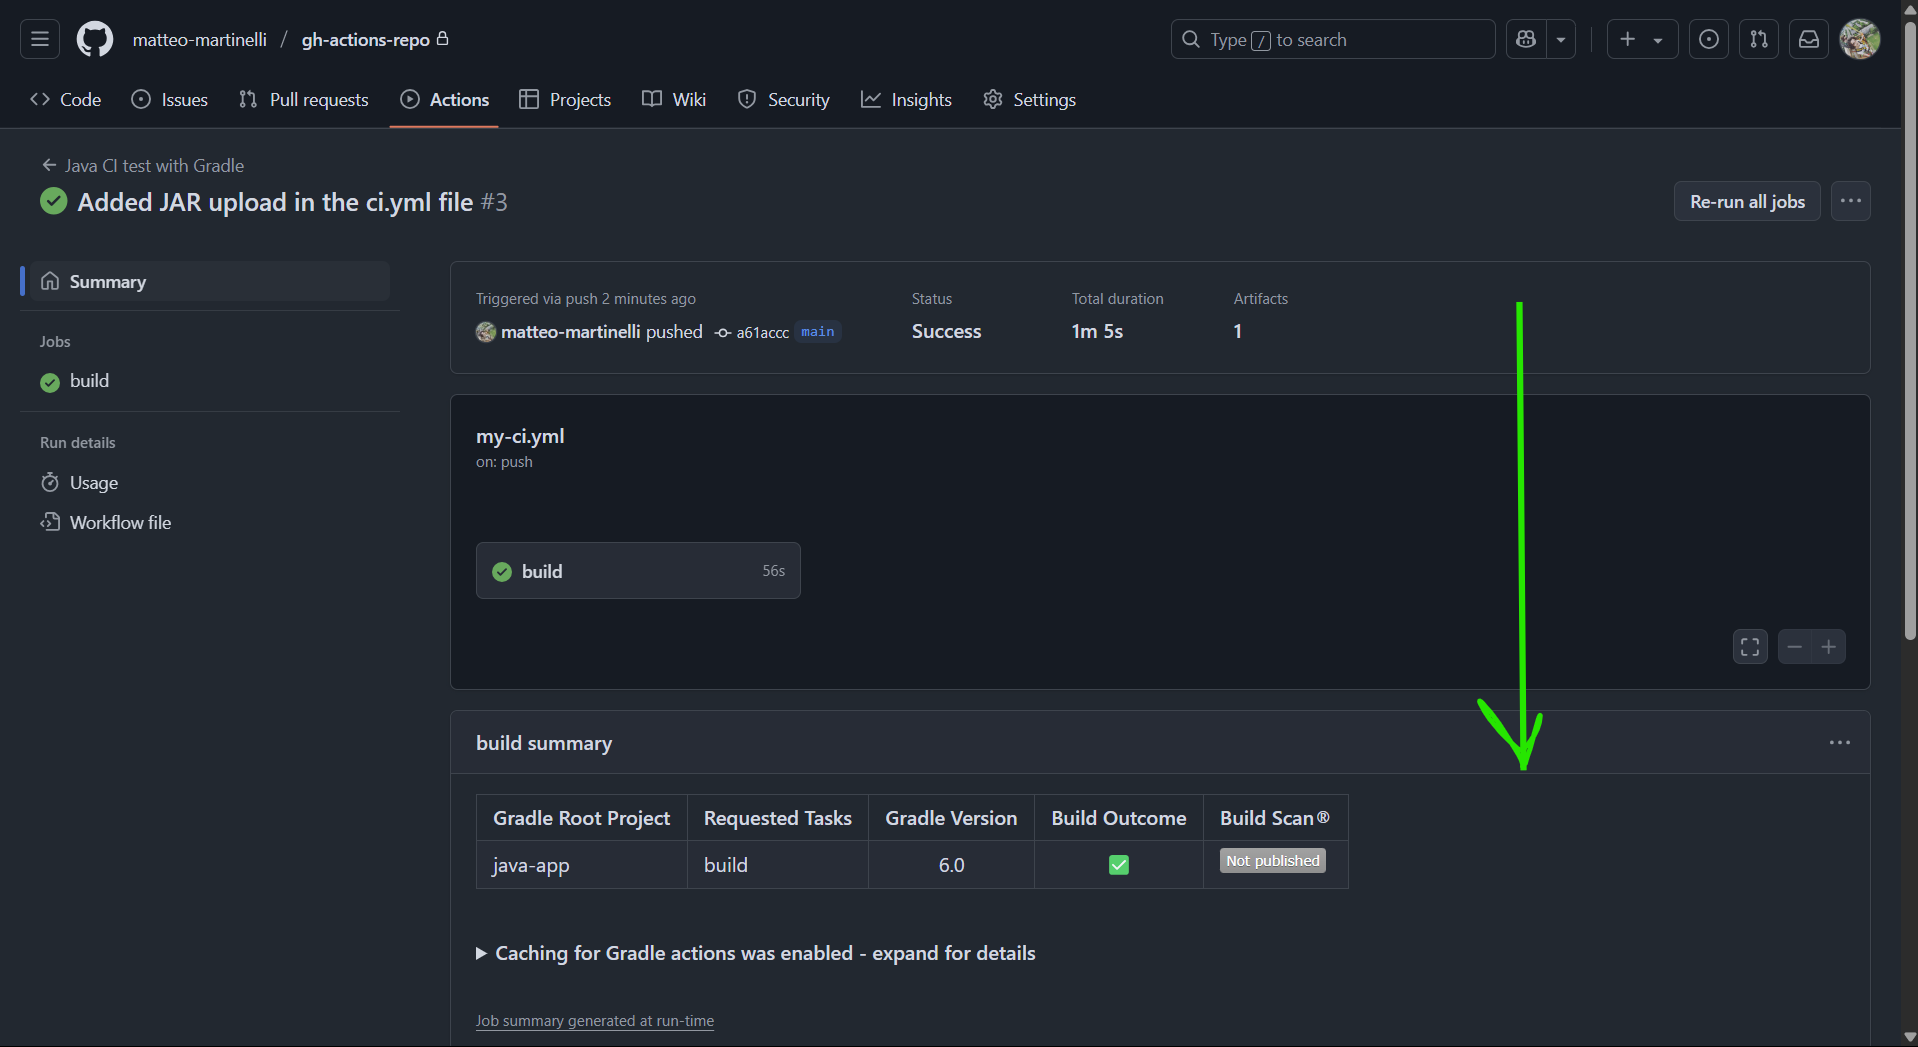 matteo-martinelli / gh-actions-repo
Type / to search
Code Issues Pull requests Actions Projects Wiki Security Insights Settings
Java CI test with Gradle
Added JAR upload in the ci.yml file #3
Re-run all jobs
Summary
Jobs
build
Run details
Usage
Workflow file
Triggered via push 2 minutes ago
matteo-martinelli pushed a61accc main
Status
Success
Total duration
1m 5s
Artifacts
1
my-ci.yml
on: push
build 56s
build summary
Gradle Root Project Requested Tasks Gradle Version Build Outcome Build Scan®
java-app build 6.0 Not published
Caching for Gradle actions was enabled - expand for details
Job summary generated at run-time